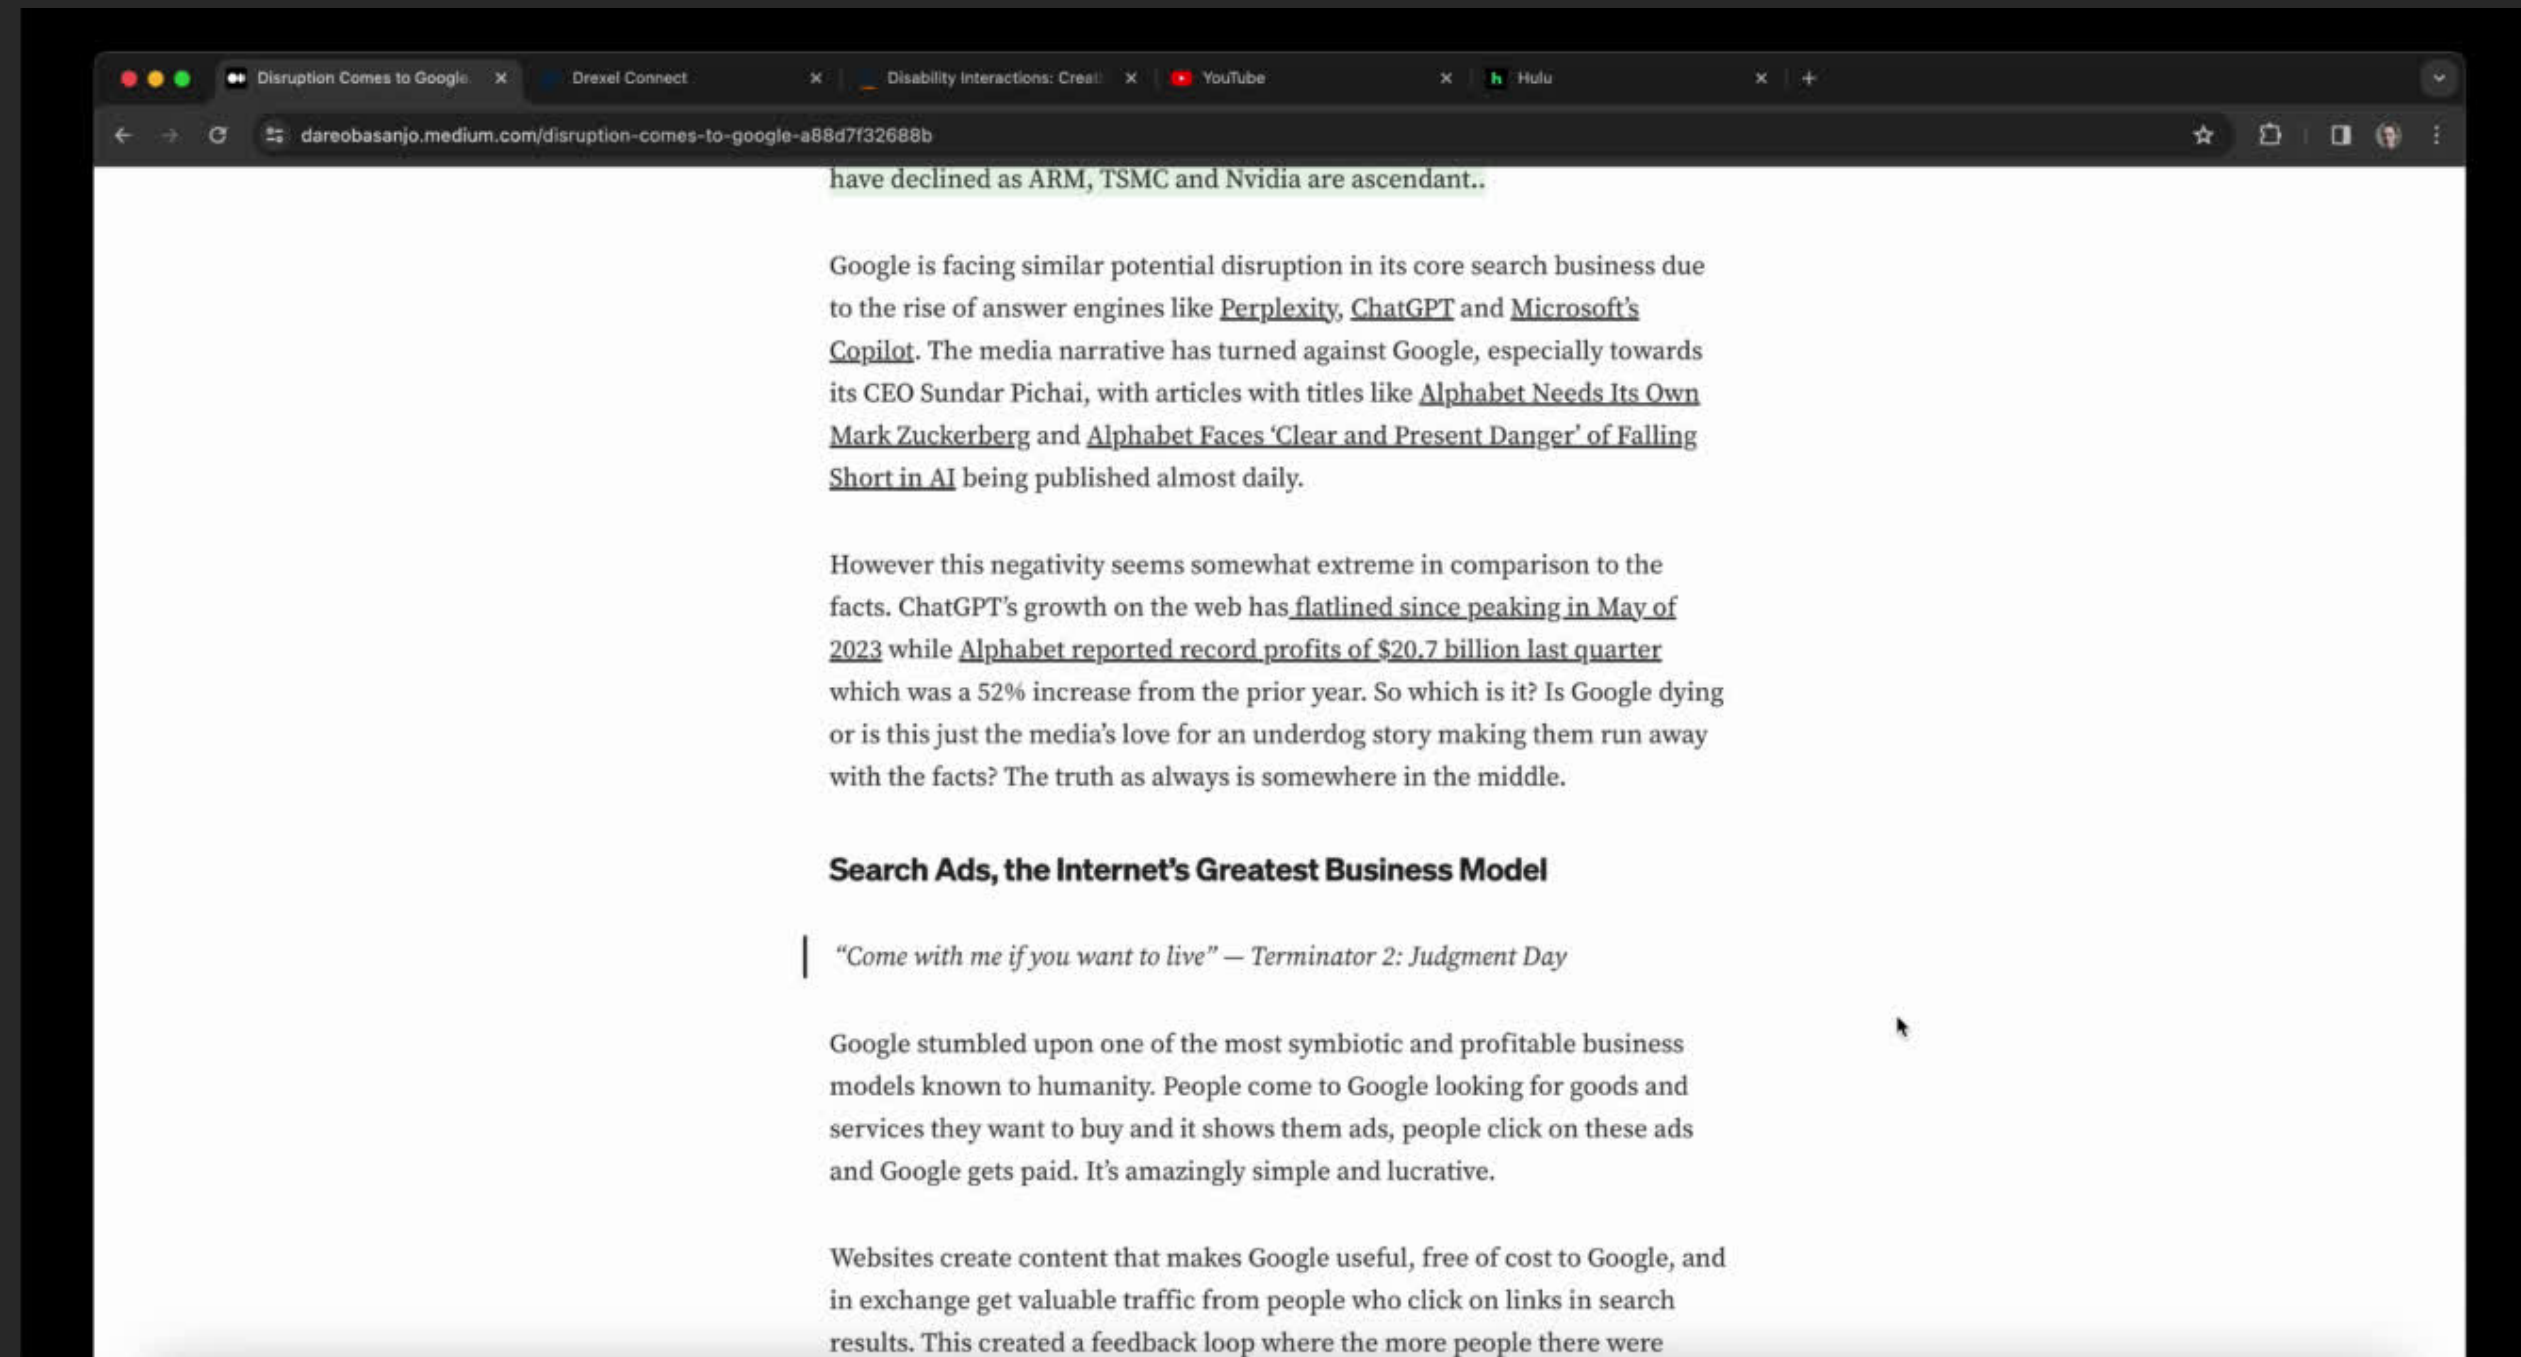 Disruption Comes to Google
Drexel Connect
Disability Interactions: Creati
YouTube
h Hulu
dareobasanjo.medium.com/disruption-comes-to-google-a88d7f32688b
have declined as ARM, TSMC and Nvidia are ascendant..
Google is facing similar potential disruption in its core search business due
to the rise of answer engines like Perplexity, ChatGPT and Microsoft’s
Copilot. The media narrative has turned against Google, especially towards
its CEO Sundar Pichai, with articles with titles like Alphabet Needs Its Own
Mark Zuckerberg and Alphabet Faces ‘Clear and Present Danger’ of Falling
Short in AI being published almost daily.
However this negativity seems somewhat extreme in comparison to the
facts. ChatGPT’s growth on the web has flatlined since peaking in May of
2023 while Alphabet reported record profits of $20.7 billion last quarter
which was a 52% increase from the prior year. So which is it? Is Google dying
or is this just the media’s love for an underdog story making them run away
with the facts? The truth as always is somewhere in the middle.
Search Ads, the Internet’s Greatest Business Model
“Come with me if you want to live” — Terminator 2: Judgment Day
Google stumbled upon one of the most symbiotic and profitable business
models known to humanity. People come to Google looking for goods and
services they want to buy and it shows them ads, people click on these ads
and Google gets paid. It’s amazingly simple and lucrative.
Websites create content that makes Google useful, free of cost to Google, and
in exchange get valuable traffic from people who click on links in search
results. This created a feedback loop where the more people there were